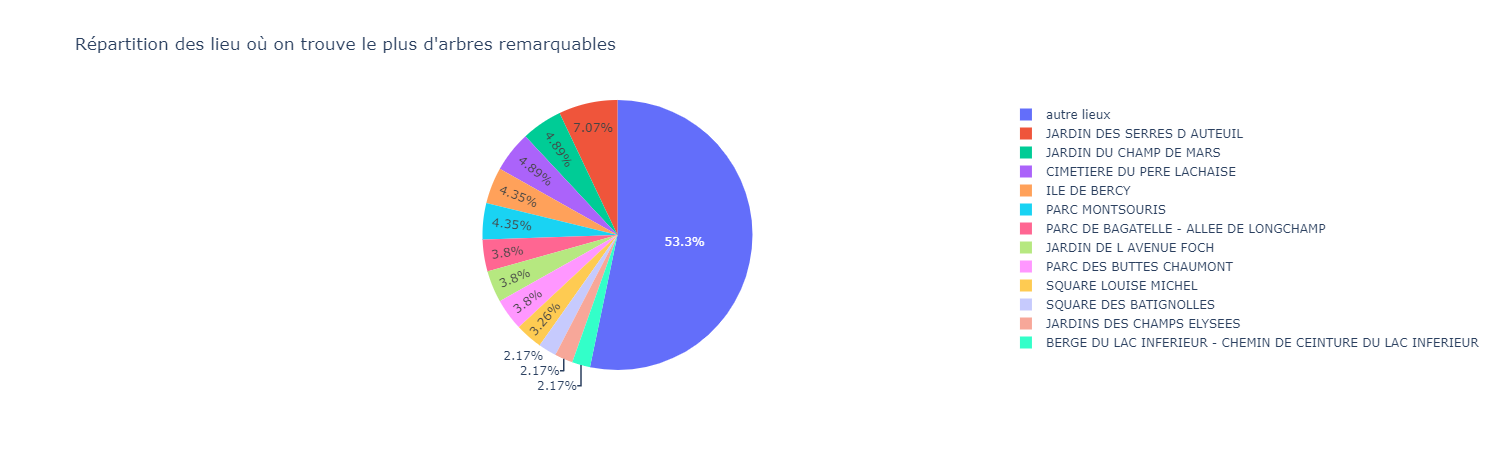 Répartition des lieu où on trouve le plus d'arbres remarquables
7.07%
4.89%
4.89%
4.35%
4.35%
3.8%
3.8%
3.8%
3.26%
2.17%
2.17%
2.17%
53.3%
autre lieux
JARDIN DES SERRES D AUTEUIL
JARDIN DU CHAMP DE MARS
CIMETIERE DU PERE LACHAISE
ILE DE BERCY
PARC MONTSOURIS
PARC DE BAGATELLE - ALLEE DE LONGCHAMP
JARDIN DE L AVENUE FOCH
PARC DES BUTTES CHAUMONT
SQUARE LOUISE MICHEL
SQUARE DES BATIGNOLLES
JARDINS DES CHAMPS ELYSEES
BERGE DU LAC INFERIEUR - CHEMIN DE CEINTURE DU LAC INFERIEUR